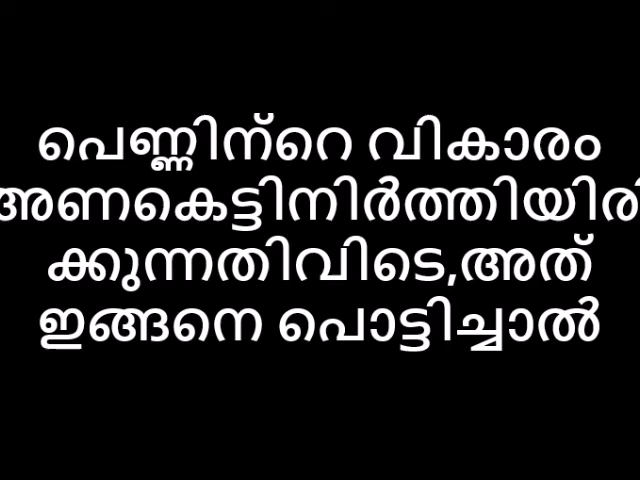 പെണ്ണിന്റെ വികാരം
അണകെട്ടിനിർത്തിയിരി
ക്കുന്നതിവിടെ,അത്
ഇങ്ങനെ പൊട്ടിച്ചാൽ